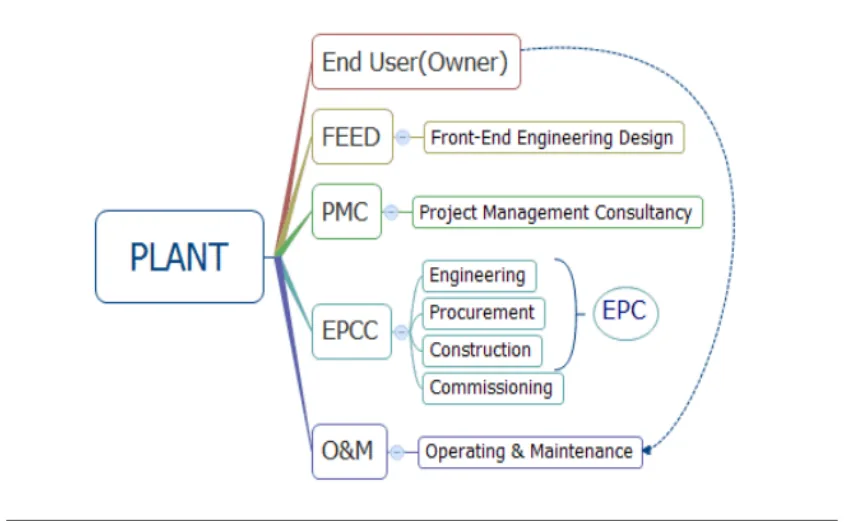 PLANT
End User(Owner)
FEED
Front-End Engineering Design
PMC
Project Management Consultancy
EPCC
Engineering
Procurement
Construction
Commissioning
EPC
O&M
Operating & Maintenance